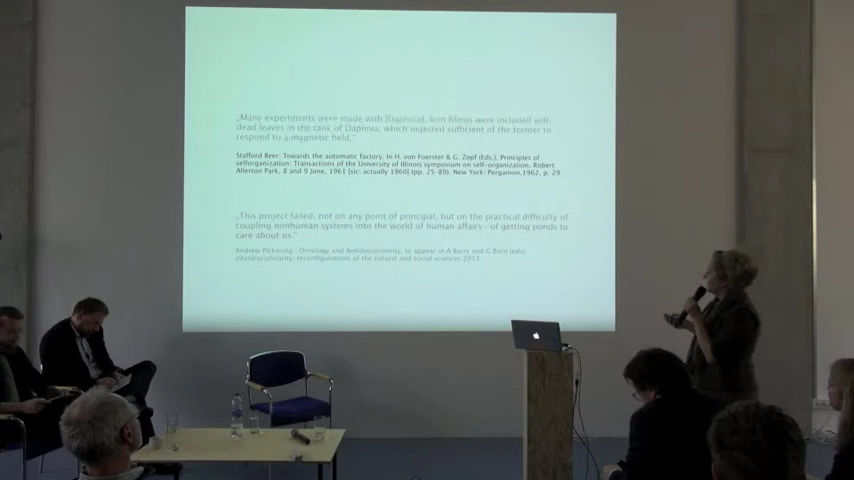 „Many experiments were made with [Daphnia]. Iron filings were included with
dead leaves in the tank of Daphnia, which ingested sufficient of the former to
respond to a magnetic field."
Stafford Beer: Towards the automatic factory, In H. von Foerster & G. Zopf (Eds.), Principles of
selforganization: Transactions of the University of Illinois symposium on self-organization, Robert
Allerton Park, 8 and 9 June, 1961 [sic: actually 1960] (pp. 25-89). New York: Pergamon.1962, p. 29
„This project failed, not on any point of principal, but on the practical difficulty of
coupling nonhuman systems into the world of human affairs—of getting ponds to
care about us."
Andrew Pickering : Ontology and Antidisciplinarity, to appear in A Barry and G Born (eds),
interdisciplinarity: reconfigurations of the natural and social sciences 2013